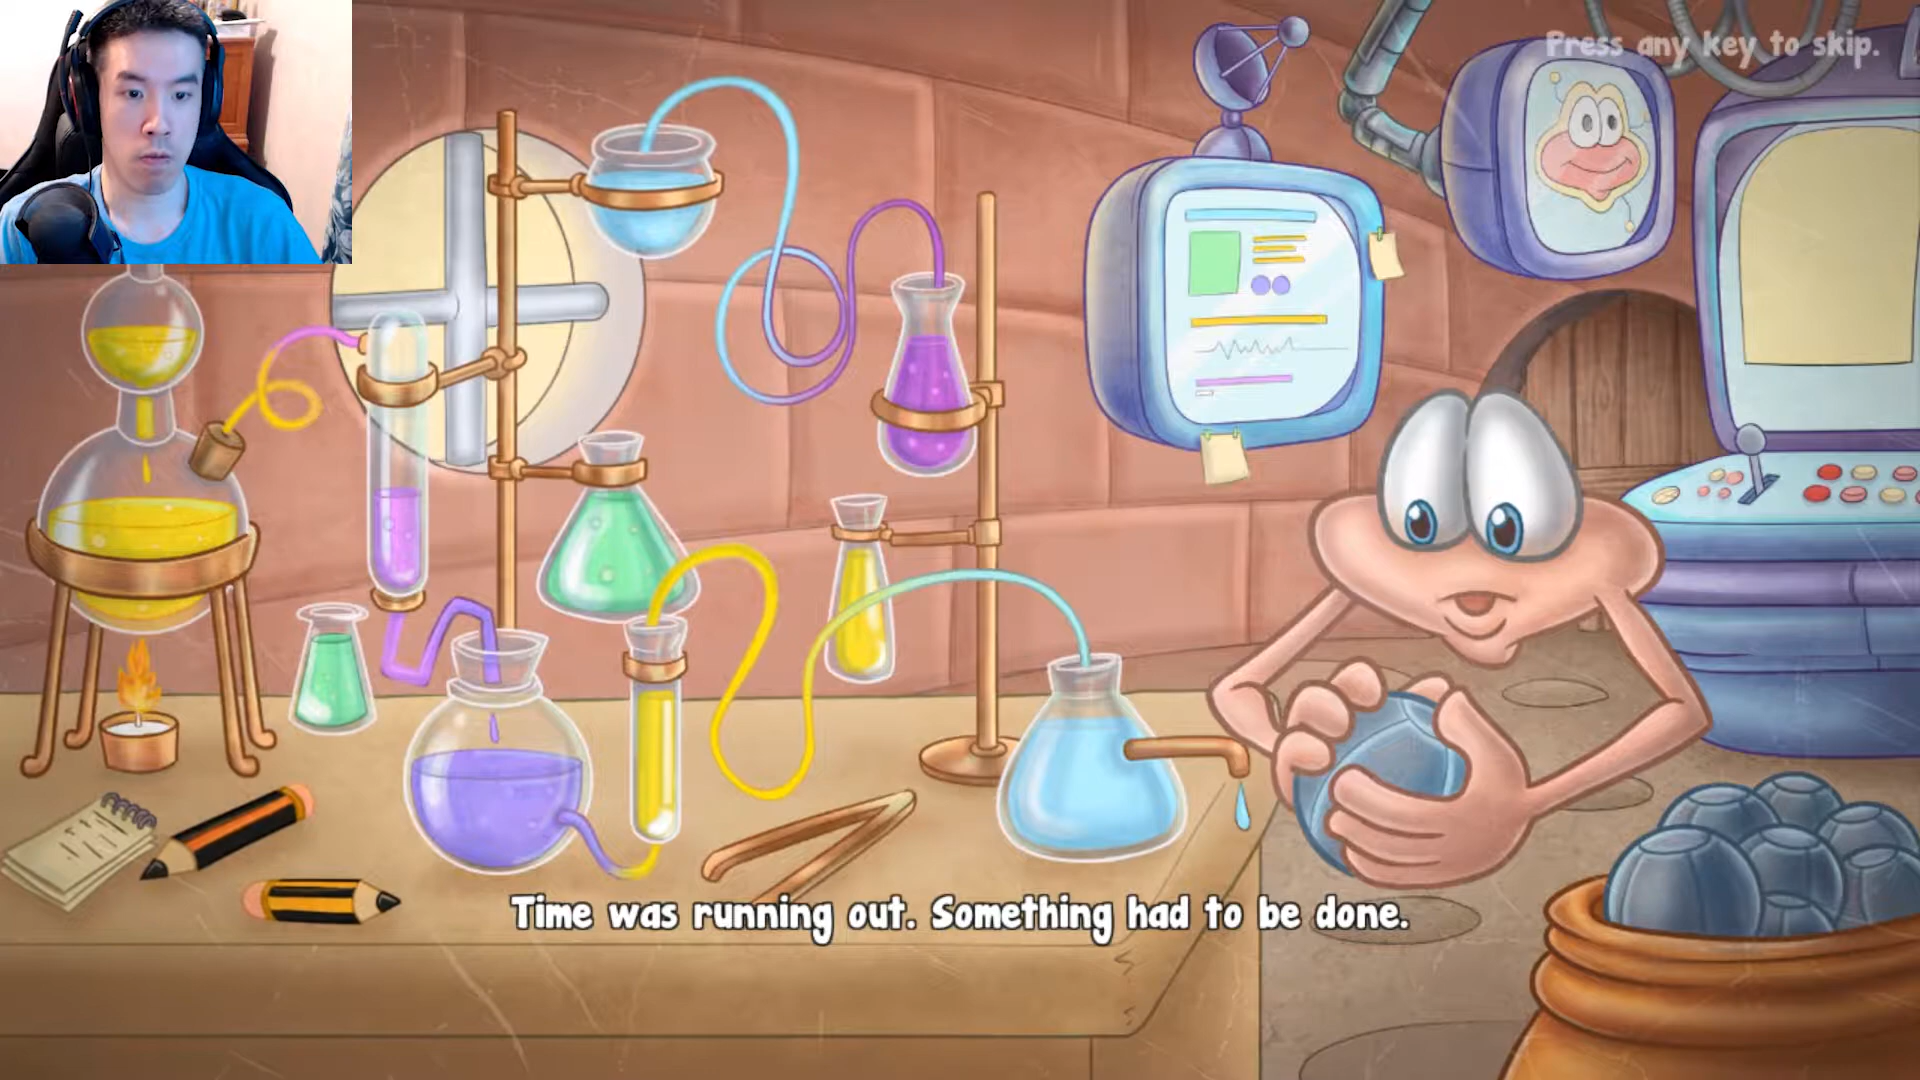 Press any key to skip.
Time was running out. Something had to be done.